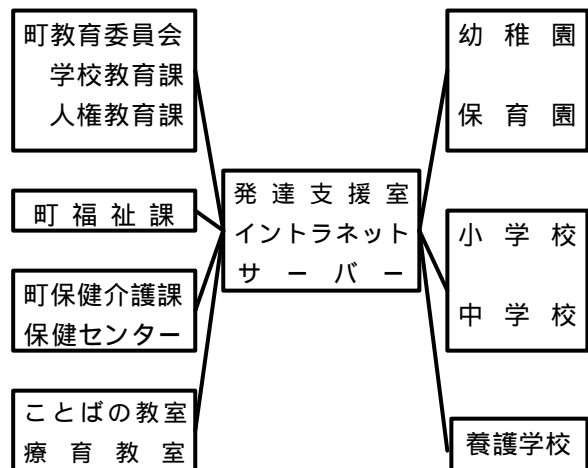 町教育委員会
学校教育課
人権教育課
町福祉課
町保健介護課
保健センター
ことばの教室
療育教室
発達支援室
イントラネット
サーバー
幼稚園
保育園
小学校
中学校
養護学校